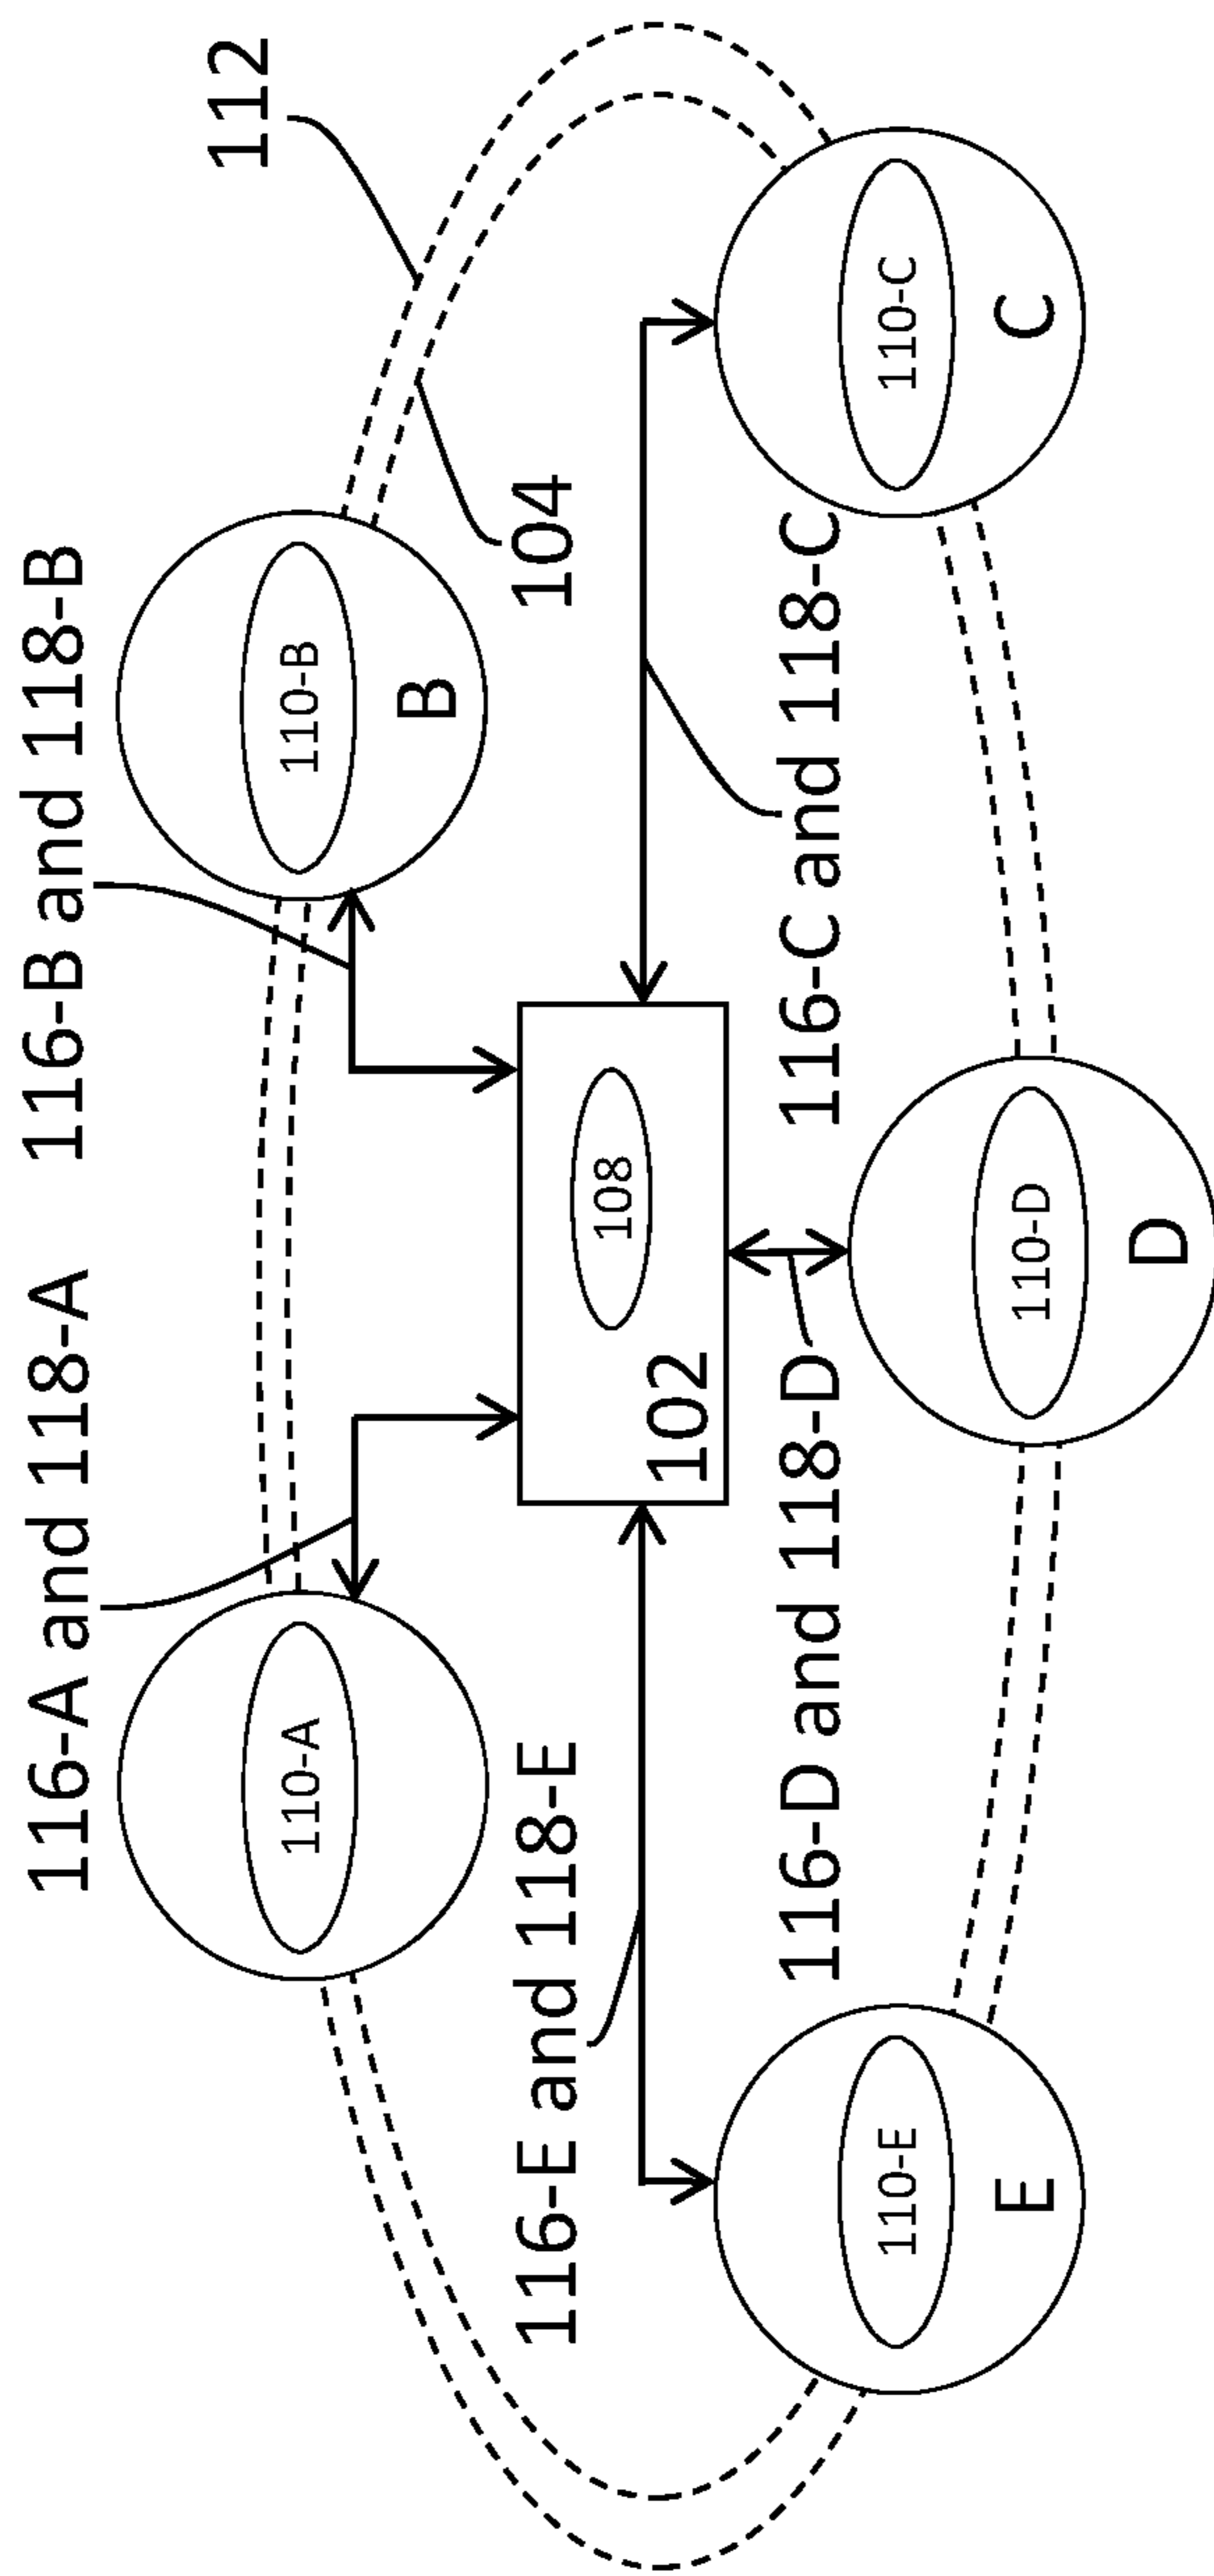 116-A and 118-A
116-B and 118-B
112
110-A
110-B
A
B
104
116-E and 118-E
108
102
116-D and 118-D
116-C and 118-C
110-E
E
110-D
D
110-C
C